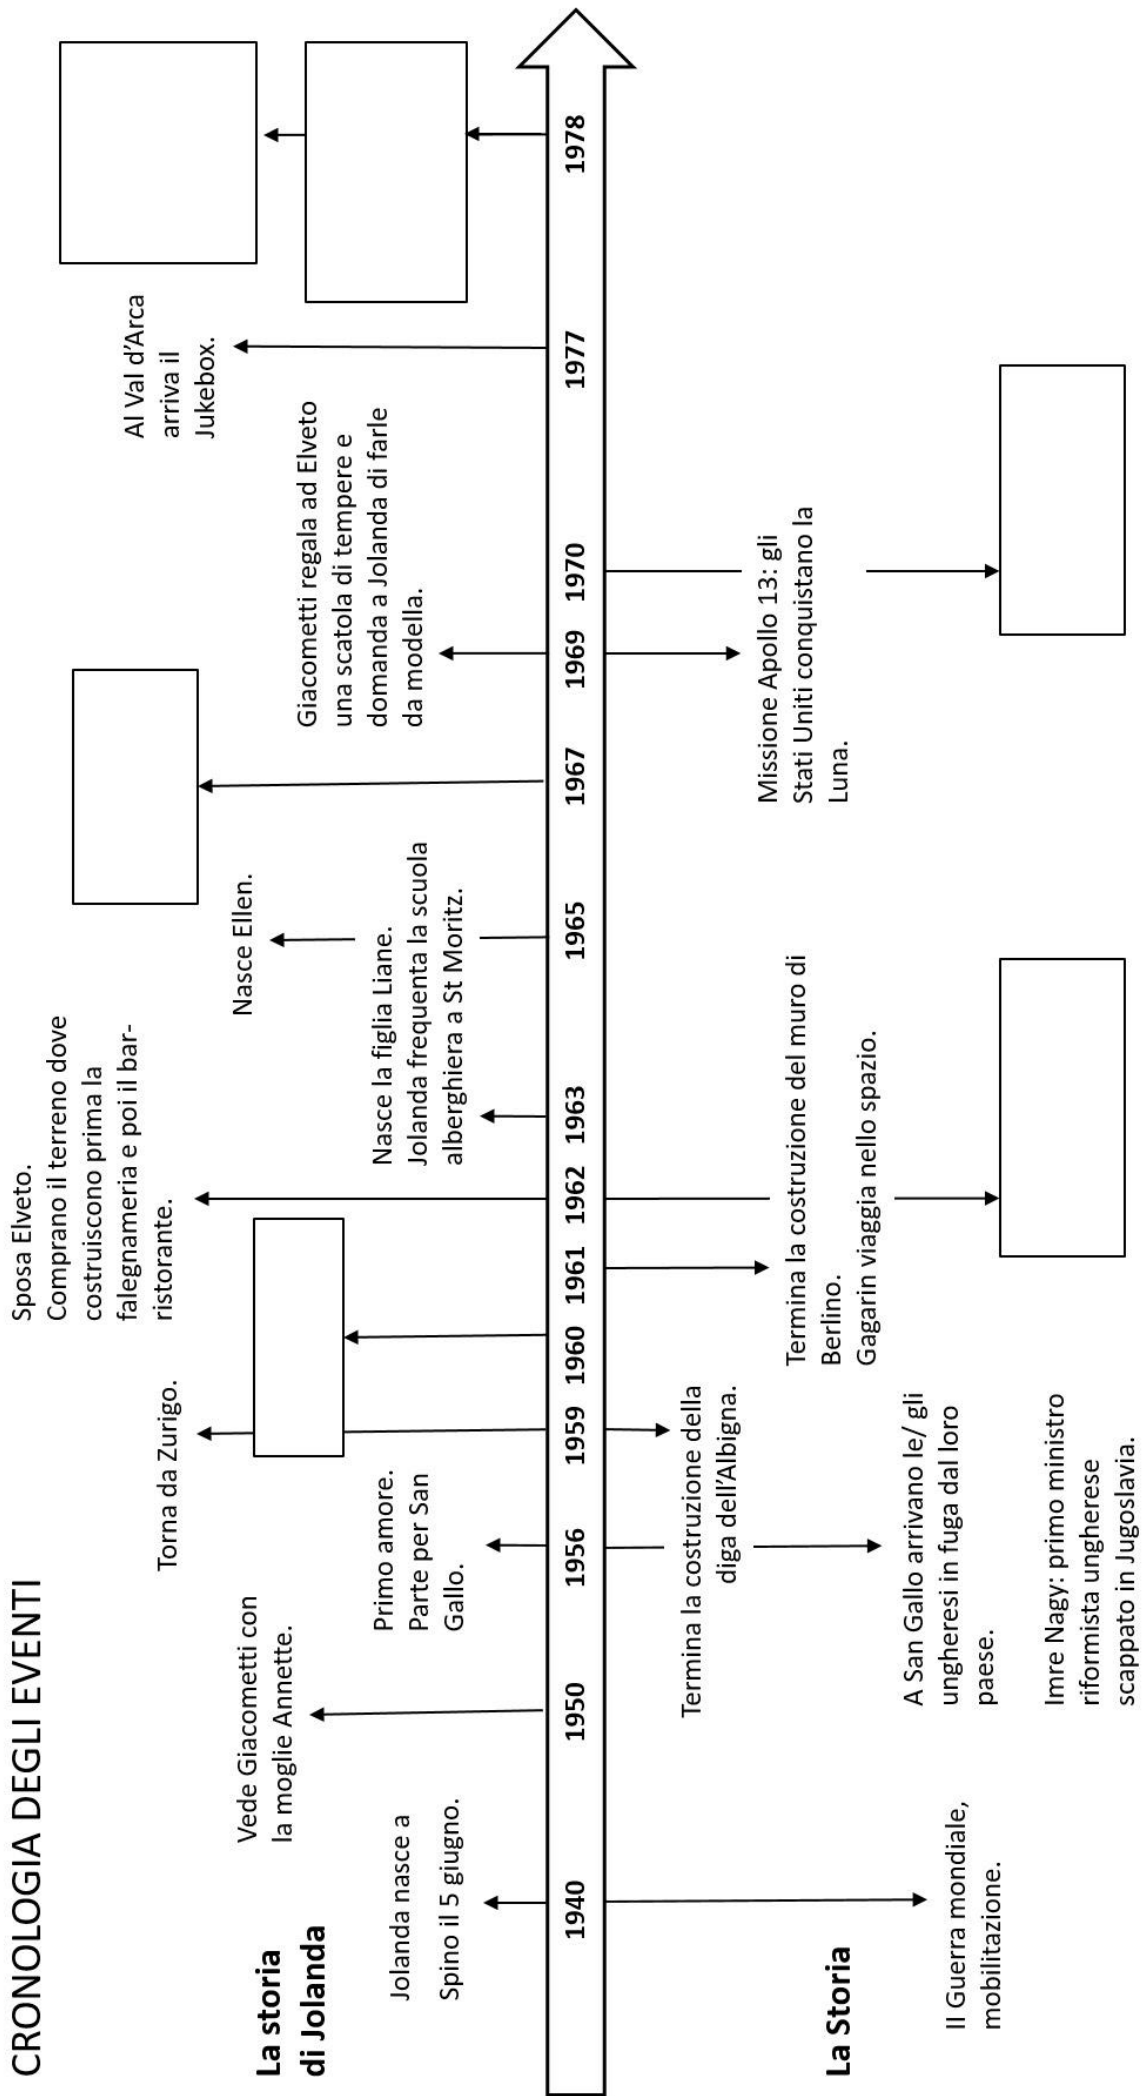 CRONOLOGIA DEGLI EVENTI
La storia
di Jolanda
Jolanda nasce a
Spino il 5 giugno.
Vede Giacometti con
la moglie Annette.
Primo amore.
Parte per San
Gallo.
Torna da Zurigo.
Sposa Elveto.
Comprano il terreno dove
costruiscono prima la
falegnameria e poi il bar-
ristorante.
Nasce la figlia Liane.
Jolanda frequenta la scuola
alberghiera a St Moritz.
Nasce Ellen.
Giacometti regala ad Elveto
una scatola di tempere e
domanda a Jolanda di farle
da modella.
Al Val d'Arca
arriva il
Jukebox.
1940
1950
1956
1959
1960
1961
1962
1963
1965
1967
1969
1970
1977
1978
La Storia
II Guerra mondiale,
mobilitazione.
Termina la costruzione della
diga dell'Albigna.
A San Gallo arrivano le/ gli
ungheresi in fuga dal loro
paese.
Imre Nagy: primo ministro
riformista ungherese
scappato in Jugoslavia.
Termina la costruzione del muro di
Berlino.
Gagarin viaggia nello spazio.
Missione Apollo 13: gli
Stati Uniti conquistano la
Luna.